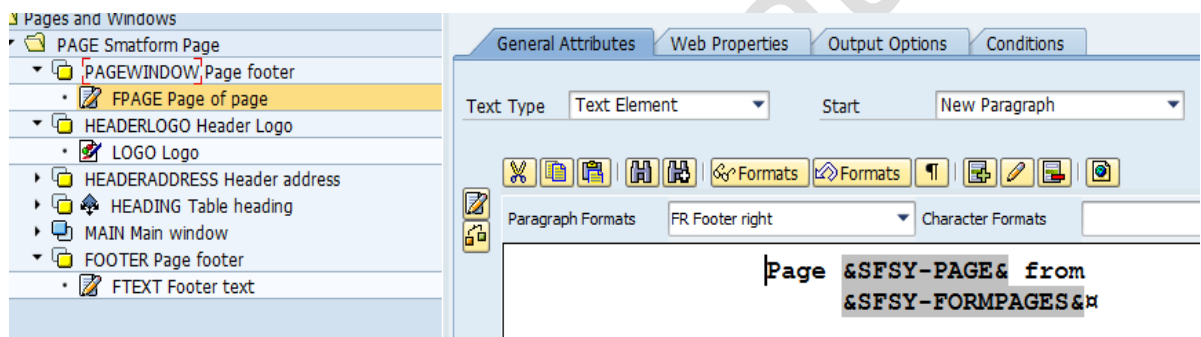 Pages and Windows
PAGE Smatform Page
PAGEWINDOW Page footer
FPAGE Page of page
HEADERLOGO Header Logo
LOGO Logo
HEADERADDRESS Header address
HEADING Table heading
MAIN Main window
FOOTER Page footer
FTEXT Footer text
General Attributes Web Properties Output Options Conditions
Text Type Text Element Start New Paragraph
Formats Formats ¶
Paragraph Formats FR Footer right Character Formats
Page &SFSY-PAGE& from
&SFSY-FORMPAGES&¤